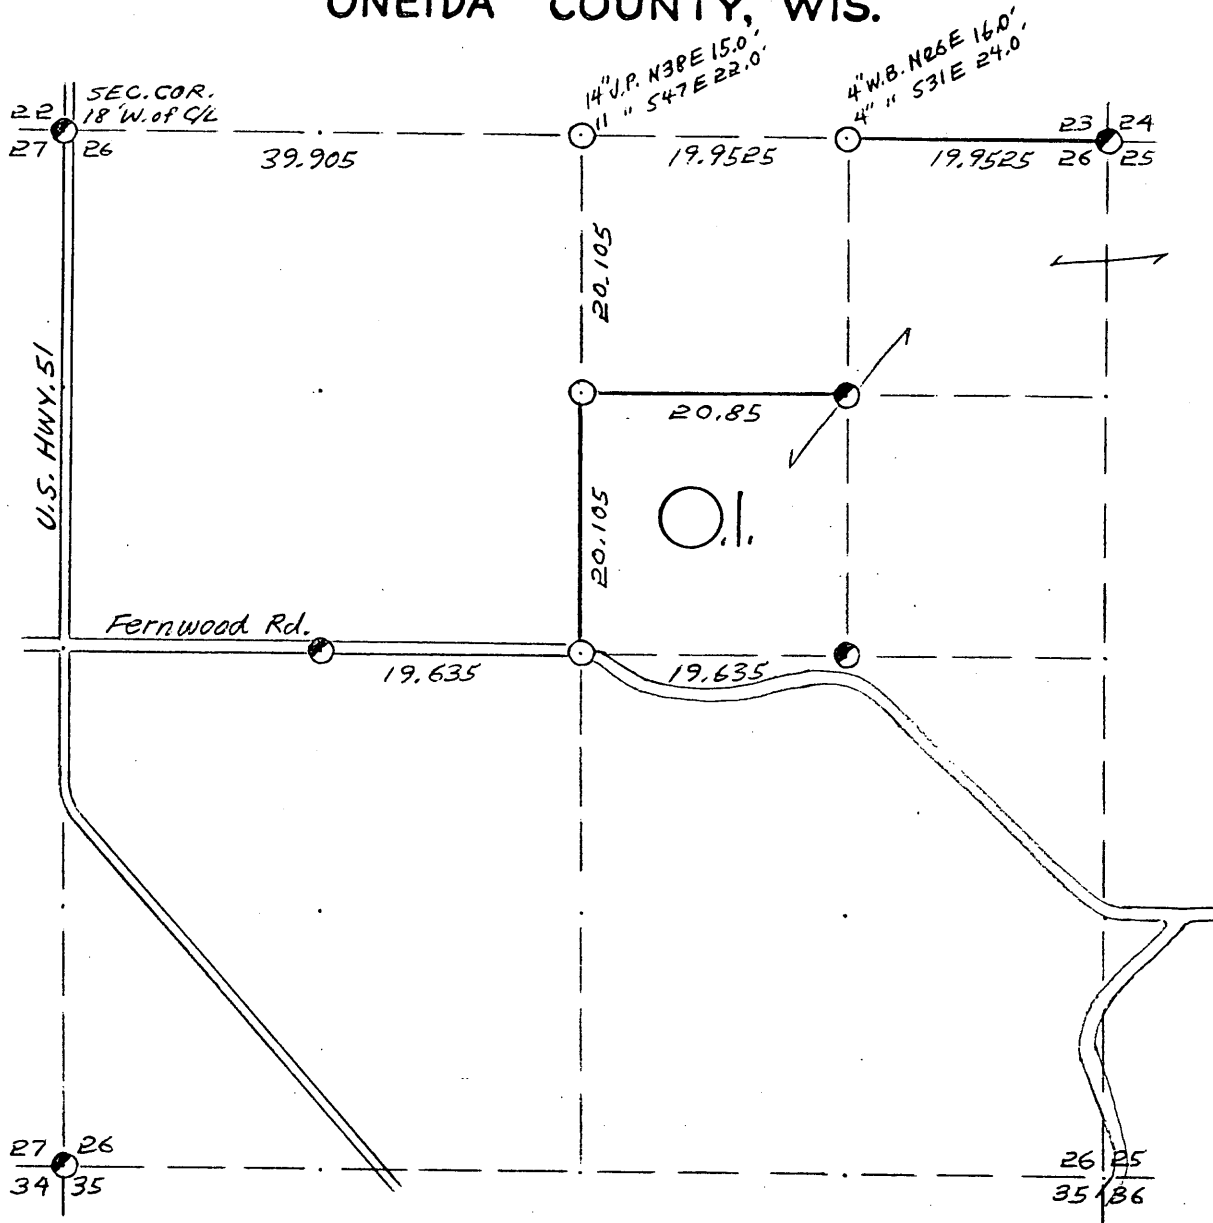 ONEIDA COUNTY, WIS.
14" J.P. N38E 15.0'
11 " S47E 22.0'
4" W.B. N26E 16.0'
4" " S31E 24.0'
SEC. COR.
18' W. of C/L
22
27 26
23 24
26 25
39.905
19.9525
19.9525
20.105
U.S. HWY. 51
20.85
O.I.
20.105
Fernwood Rd.
19.635
19.635
27 26
34 35
26 25
35 36